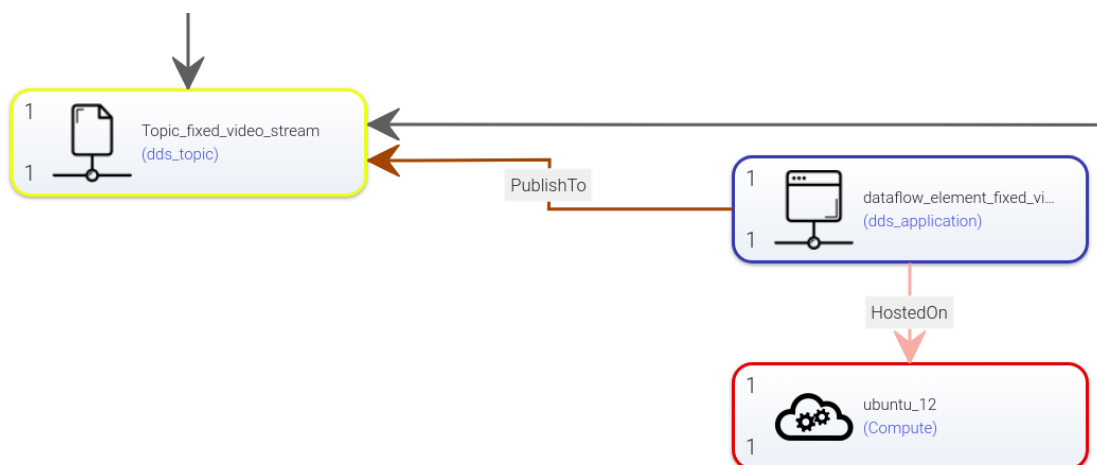 1
Topic_fixed_video_stream
(dds_topic)
1
PublishTo
1
dataflow_element_fixed_vi...
(dds_application)
1
HostedOn
1
ubuntu_12
(Compute)
1